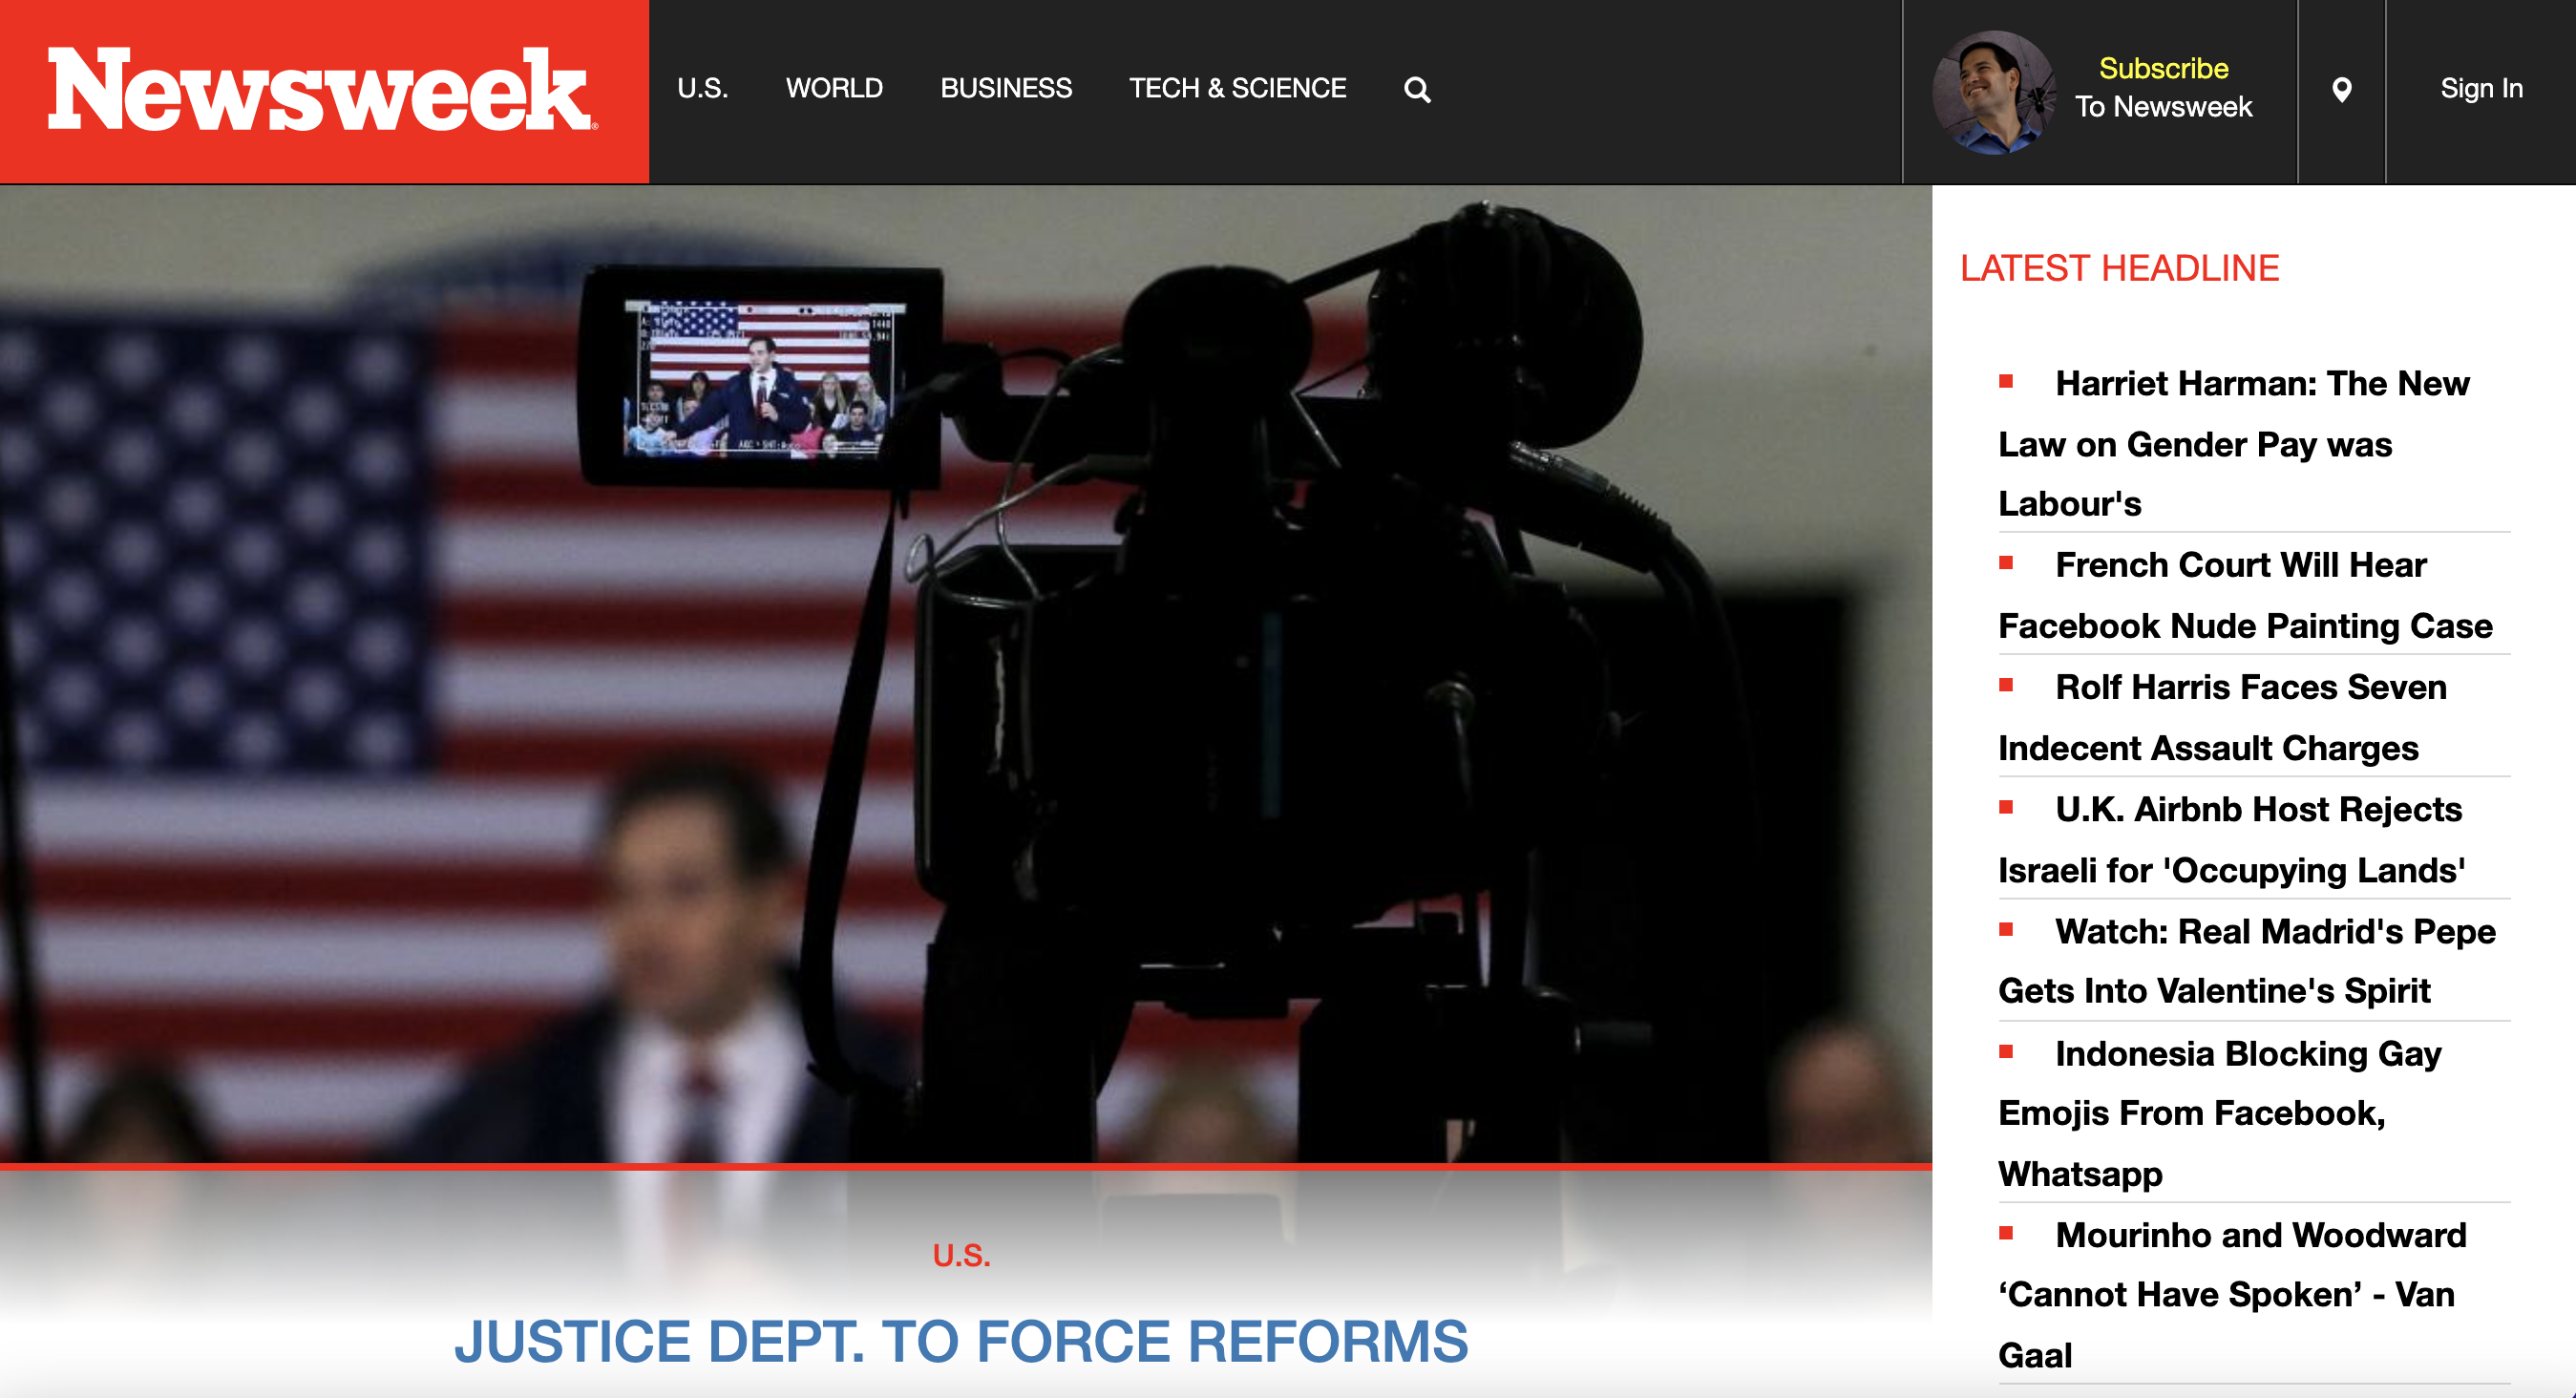 Newsweek
U.S.
WORLD
BUSINESS
TECH & SCIENCE
Subscribe
To Newsweek
Sign In
LATEST HEADLINE
Harriet Harman: The New
Law on Gender Pay was
Labour's
French Court Will Hear
Facebook Nude Painting Case
Rolf Harris Faces Seven
Indecent Assault Charges
U.K. Airbnb Host Rejects
Israeli for 'Occupying Lands'
Watch: Real Madrid's Pepe
Gets Into Valentine's Spirit
Indonesia Blocking Gay
Emojis From Facebook,
Whatsapp
Mourinho and Woodward
‘Cannot Have Spoken’ - Van
Gaal
U.S.
JUSTICE DEPT. TO FORCE REFORMS